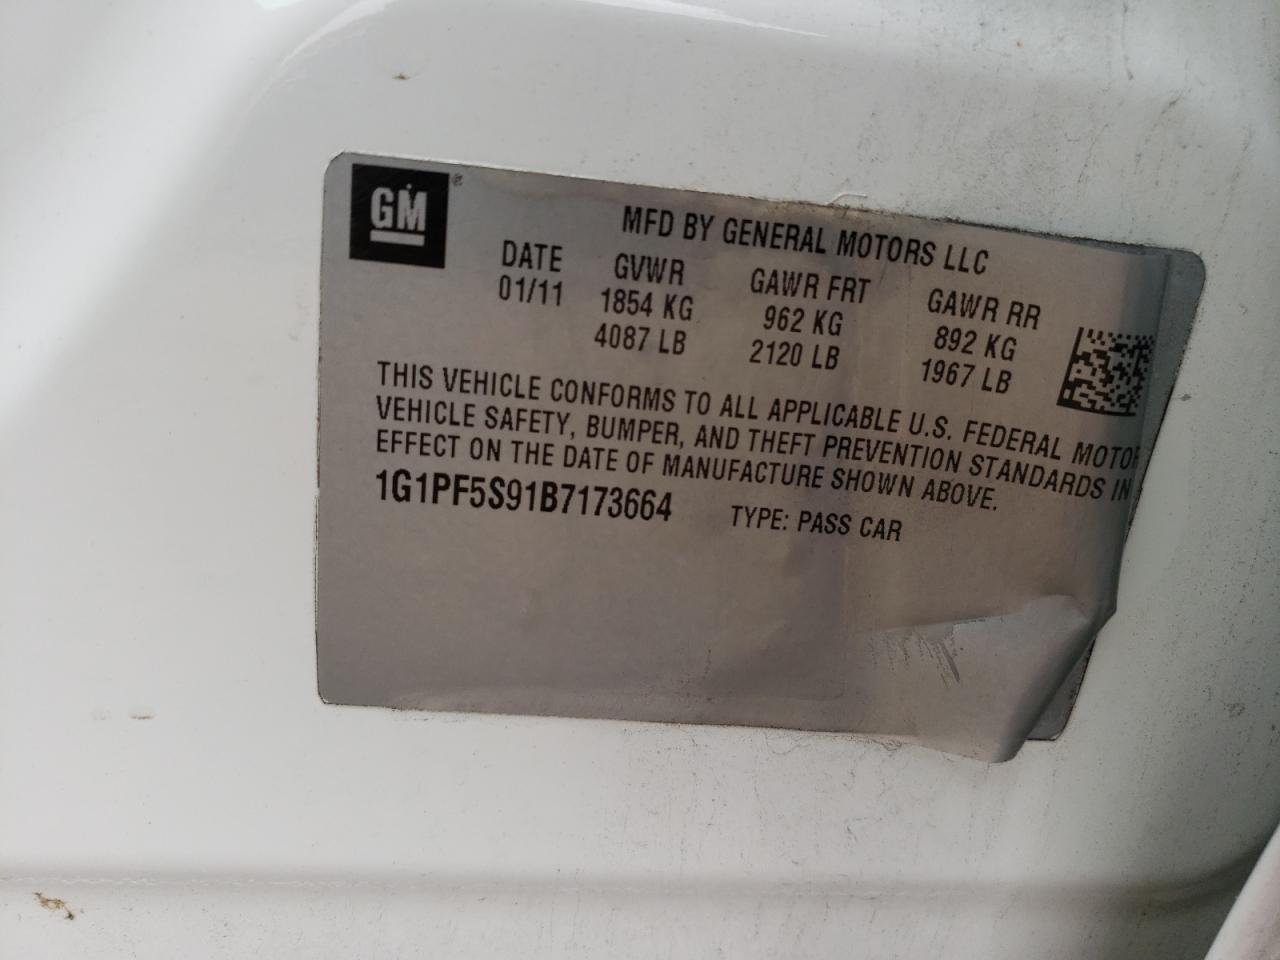 GM®
MFD BY GENERAL MOTORS LLC
DATE GVWR GAWR FRT GAWR RR
01/11 1854 KG 962 KG 892 KG
4087 LB 2120 LB 1967 LB
THIS VEHICLE CONFORMS TO ALL APPLICABLE U.S. FEDERAL MOTOR
VEHICLE SAFETY, BUMPER, AND THEFT PREVENTION STANDARDS IN
EFFECT ON THE DATE OF MANUFACTURE SHOWN ABOVE.
1G1PF5S91B7173664 TYPE: PASS CAR